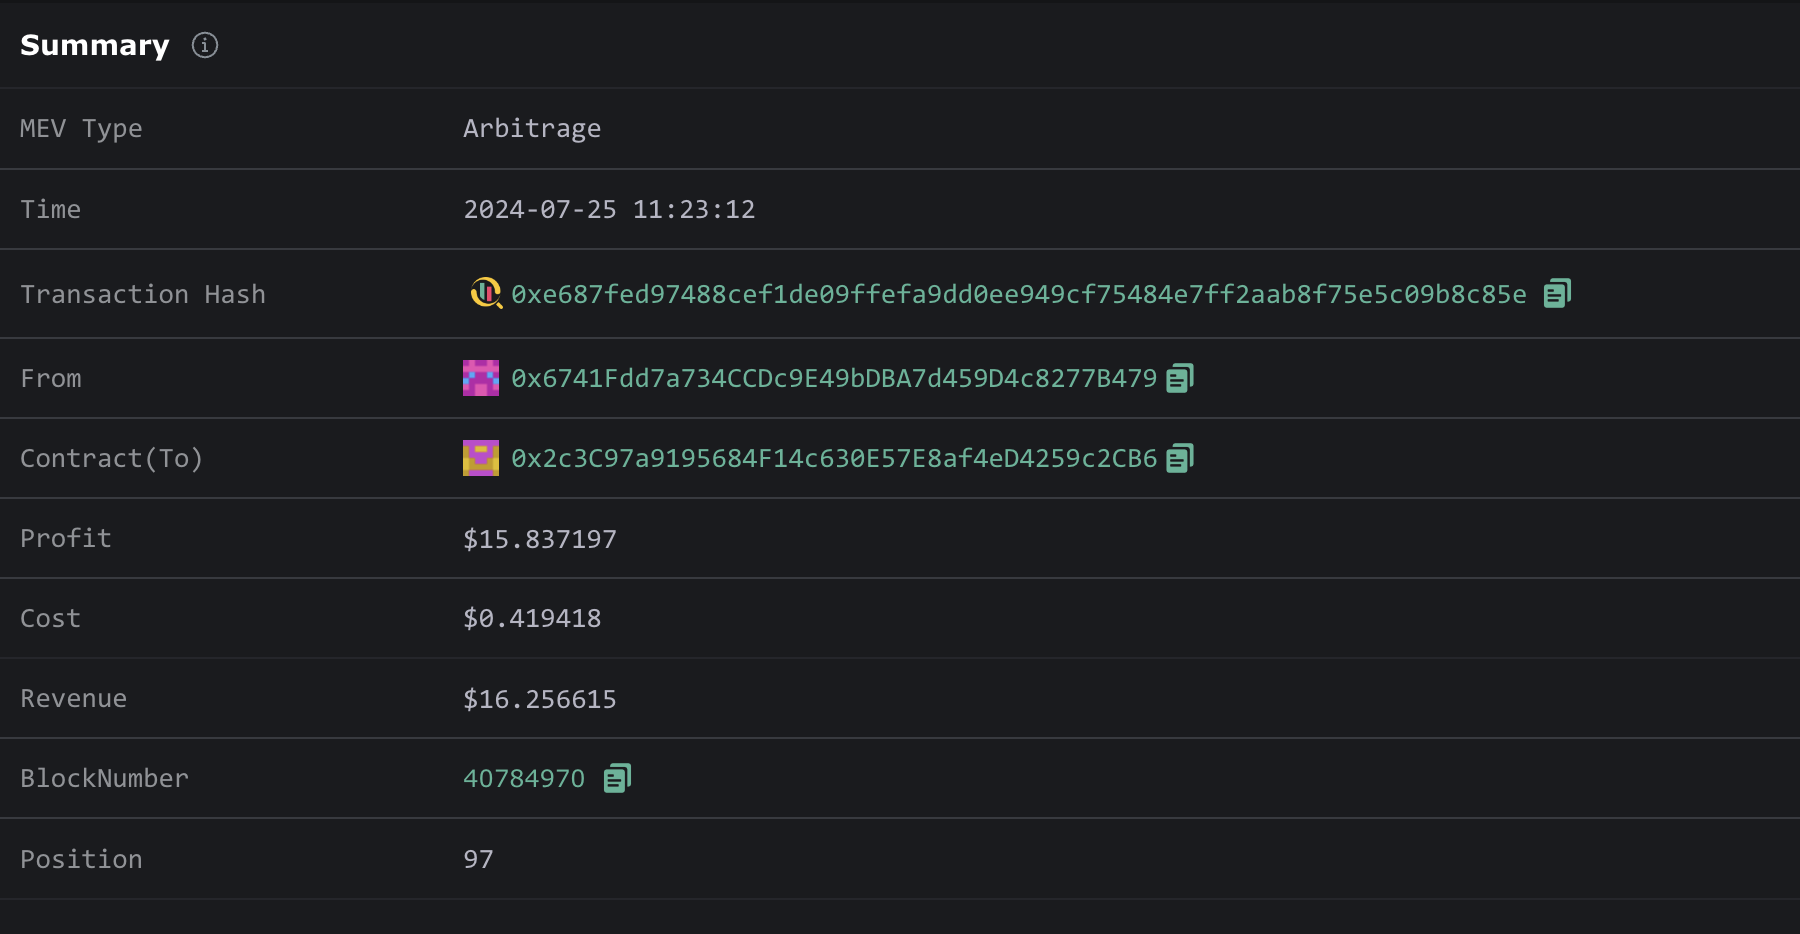 Summary
MEV Type Arbitrage
Time 2024-07-25 11:23:12
Transaction Hash 0xe687fed97488cef1de09ffefa9dd0ee949cf75484e7ff2aab8f75e5c09b8c85e
From 0x6741Fdd7a734CCDc9E49bDBA7d459D4c8277B479
Contract(To) 0x2c3C97a9195684F14c630E57E8af4eD4259c2CB6
Profit $15.837197
Cost $0.419418
Revenue $16.256615
BlockNumber 40784970
Position 97